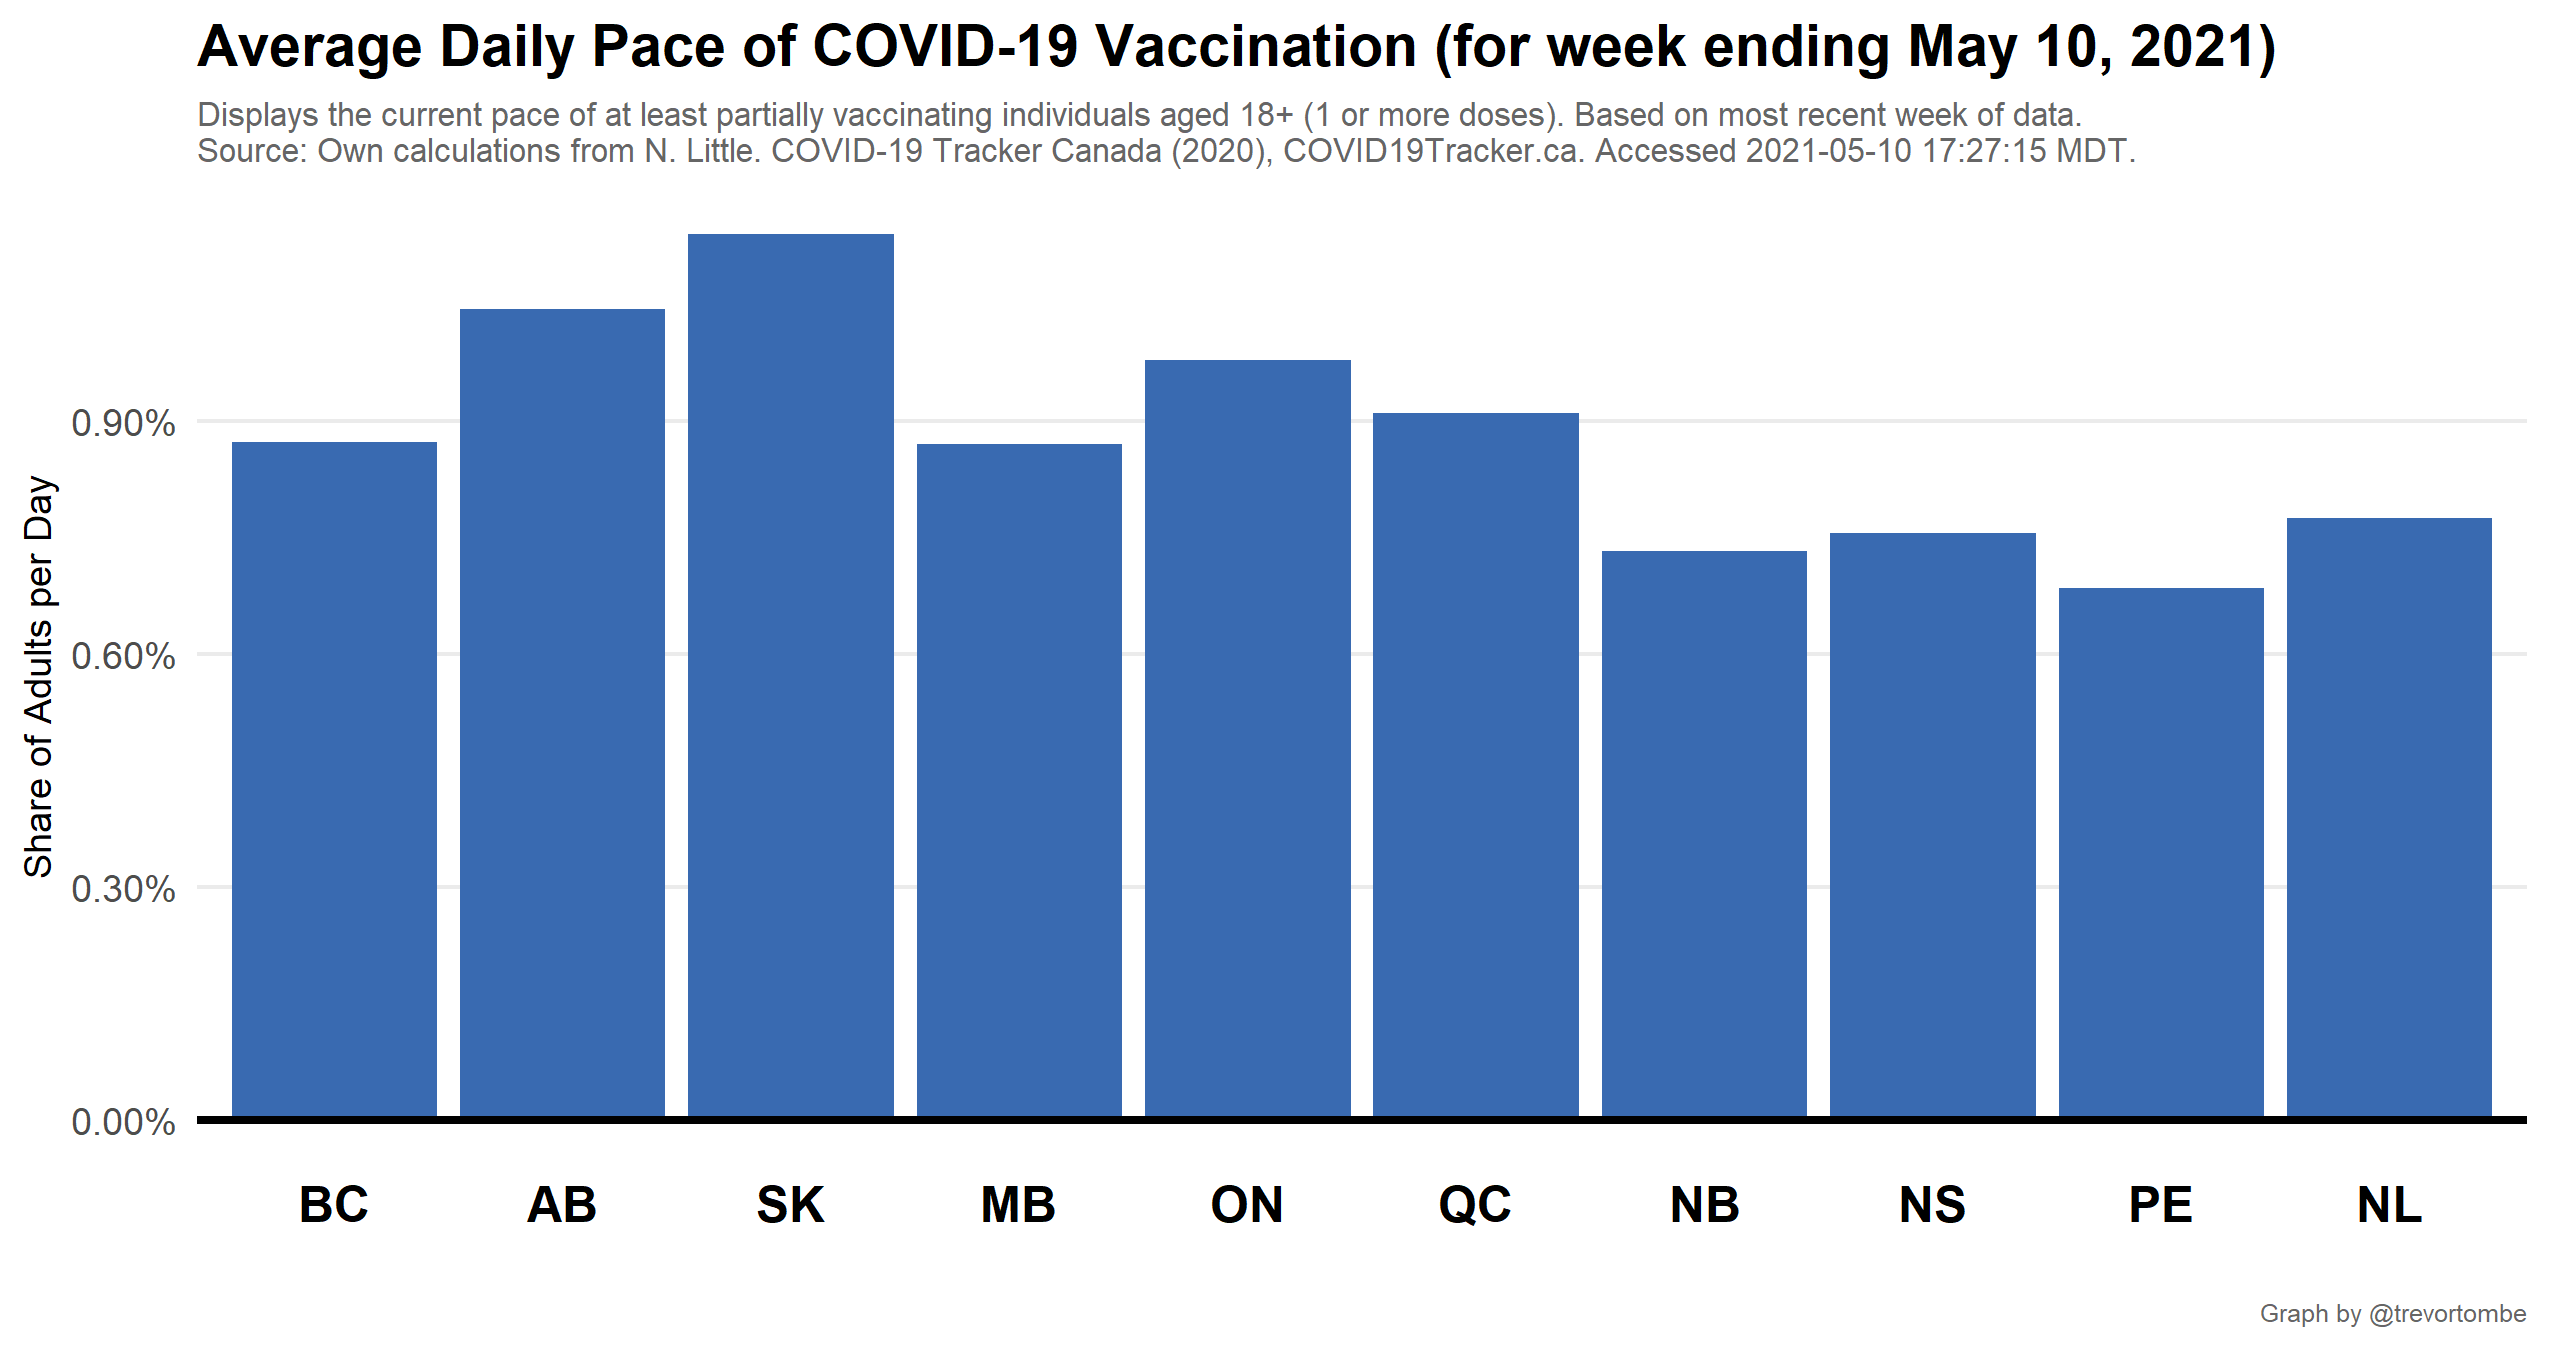 Average Daily Pace of COVID-19 Vaccination (for week ending May 10, 2021)
Displays the current pace of at least partially vaccinating individuals aged 18+ (1 or more doses). Based on most recent week of data.
Source: Own calculations from N. Little. COVID-19 Tracker Canada (2020), COVID19Tracker.ca. Accessed 2021-05-10 17:27:15 MDT.
Share of Adults per Day
0.90%
0.60%
0.30%
0.00%
BC AB SK MB ON QC NB NS PE NL
Graph by @trevortombe